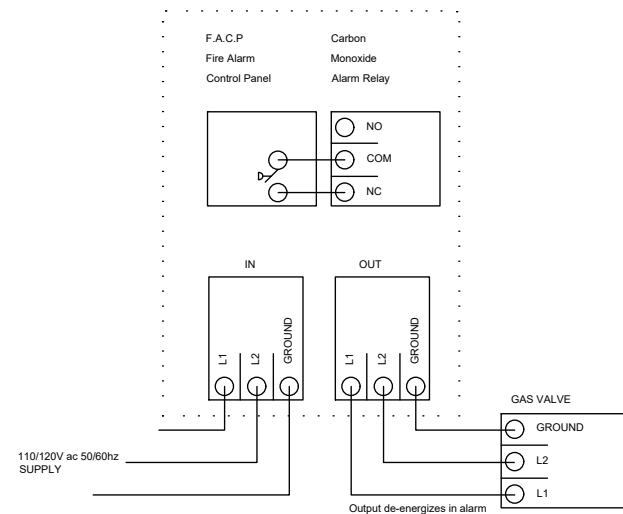 F.A.C.P
Fire Alarm
Control Panel
Carbon
Monoxide
Alarm Relay
NO
COM
NC
IN
OUT
L1
L2
GROUND
L1
L2
GROUND
GAS VALVE
GROUND
L2
L1
110/120V ac 50/60hz
SUPPLY
Output de-energizes in alarm